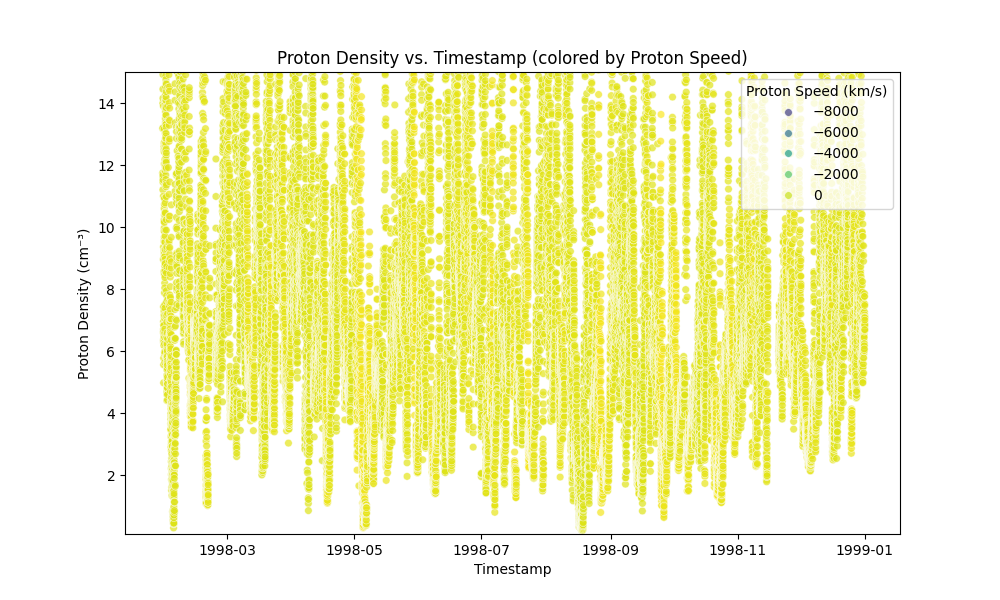 Proton Density vs. Timestamp (colored by Proton Speed)
Proton Density (cm⁻³)
14
12
10
8
6
4
2
Proton Speed (km/s)
−8000
−6000
−4000
−2000
0
1998-03 1998-05 1998-07 1998-09 1998-11 1999-01
Timestamp